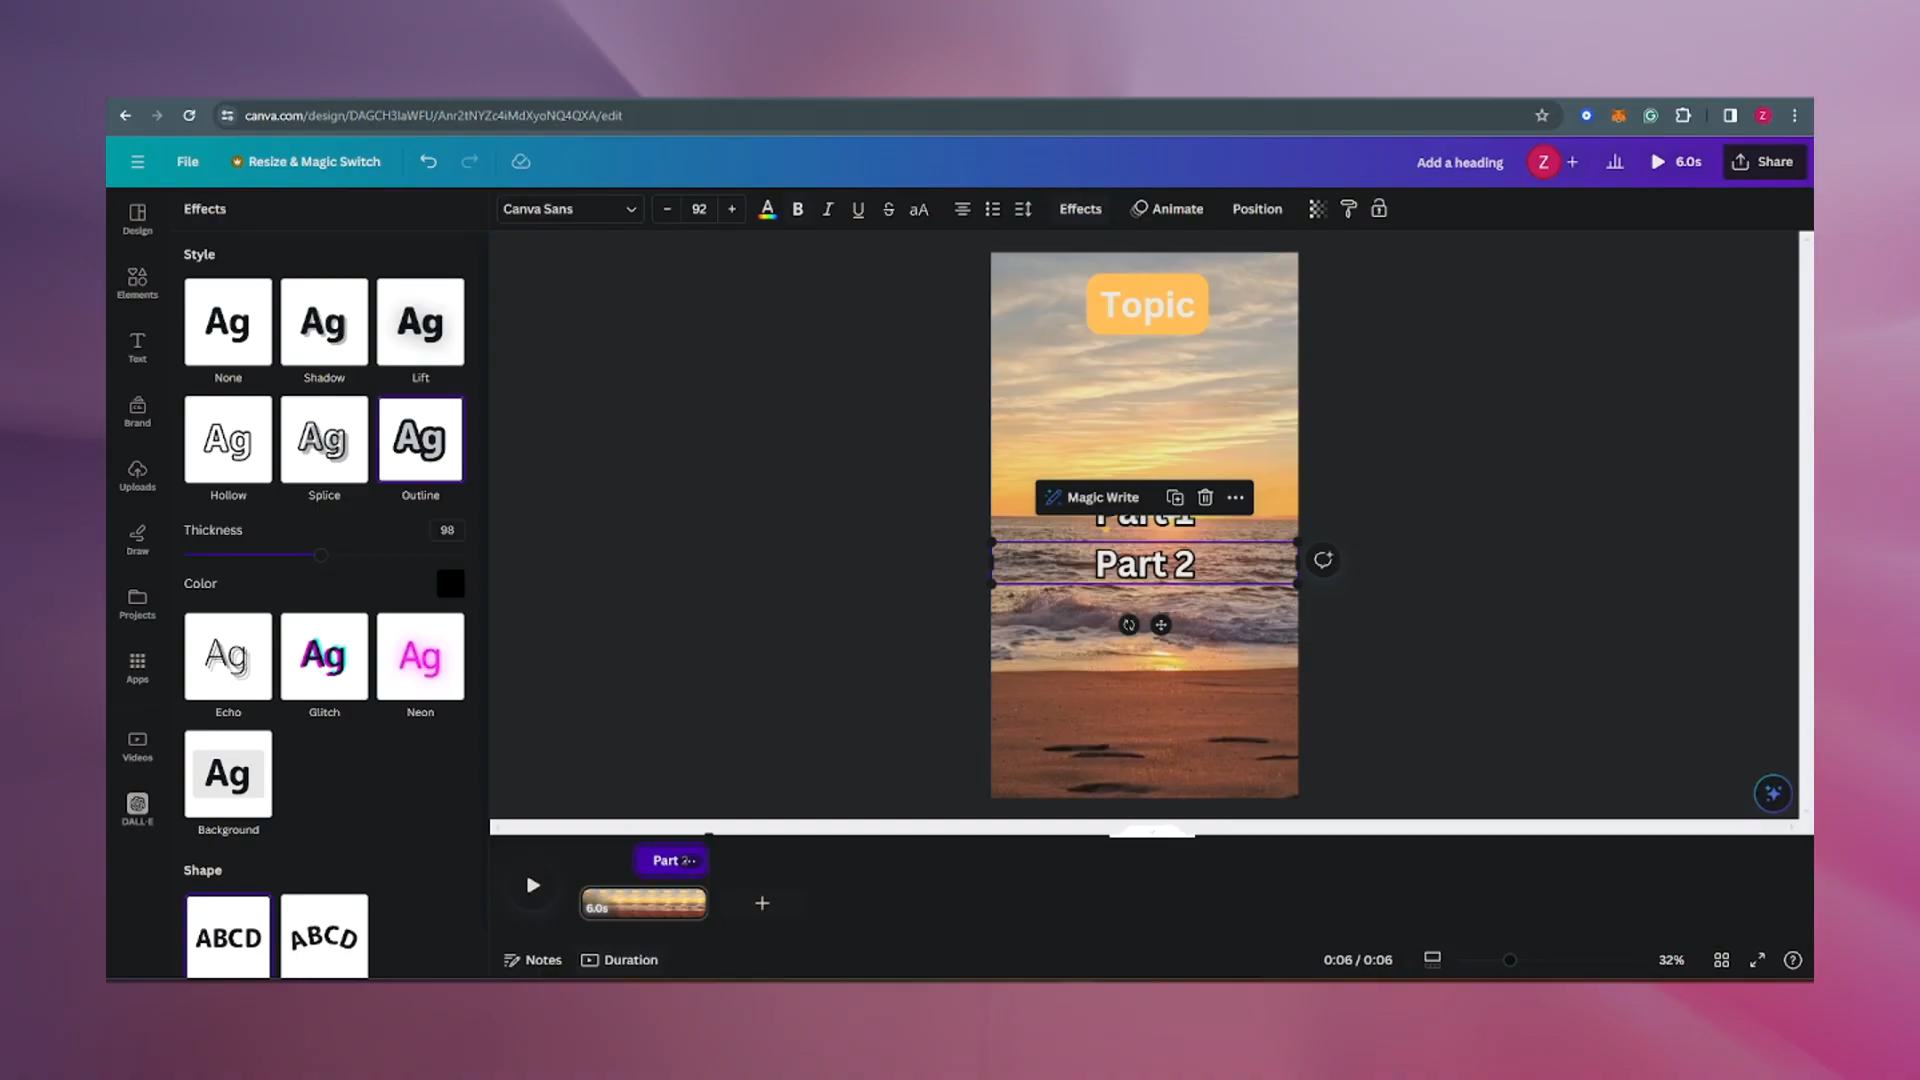 canva.com/design/DAGCH3laWFU/Anr2tNYZc4iMdXyoNQ4QXA/edit
Z
File
Resize & Magic Switch
Add a heading
Z
6.0s
Share
Effects
Canva Sans
92
A
B
I
U
S
aA
Effects
Animate
Position
Design
Elements
Text
Brand
Uploads
Draw
Projects
Apps
Videos
DALL·E
Style
Ag
Ag
Ag
None
Shadow
Lift
Ag
Ag
Ag
Hollow
Splice
Outline
Thickness
98
Color
Ag
Ag
Ag
Echo
Glitch
Neon
Ag
Background
Shape
ABCD
ABCD
Topic
Magic Write
Part 1
Part 2
Part 2
6.0s
Notes
Duration
0:06 / 0:06
32%